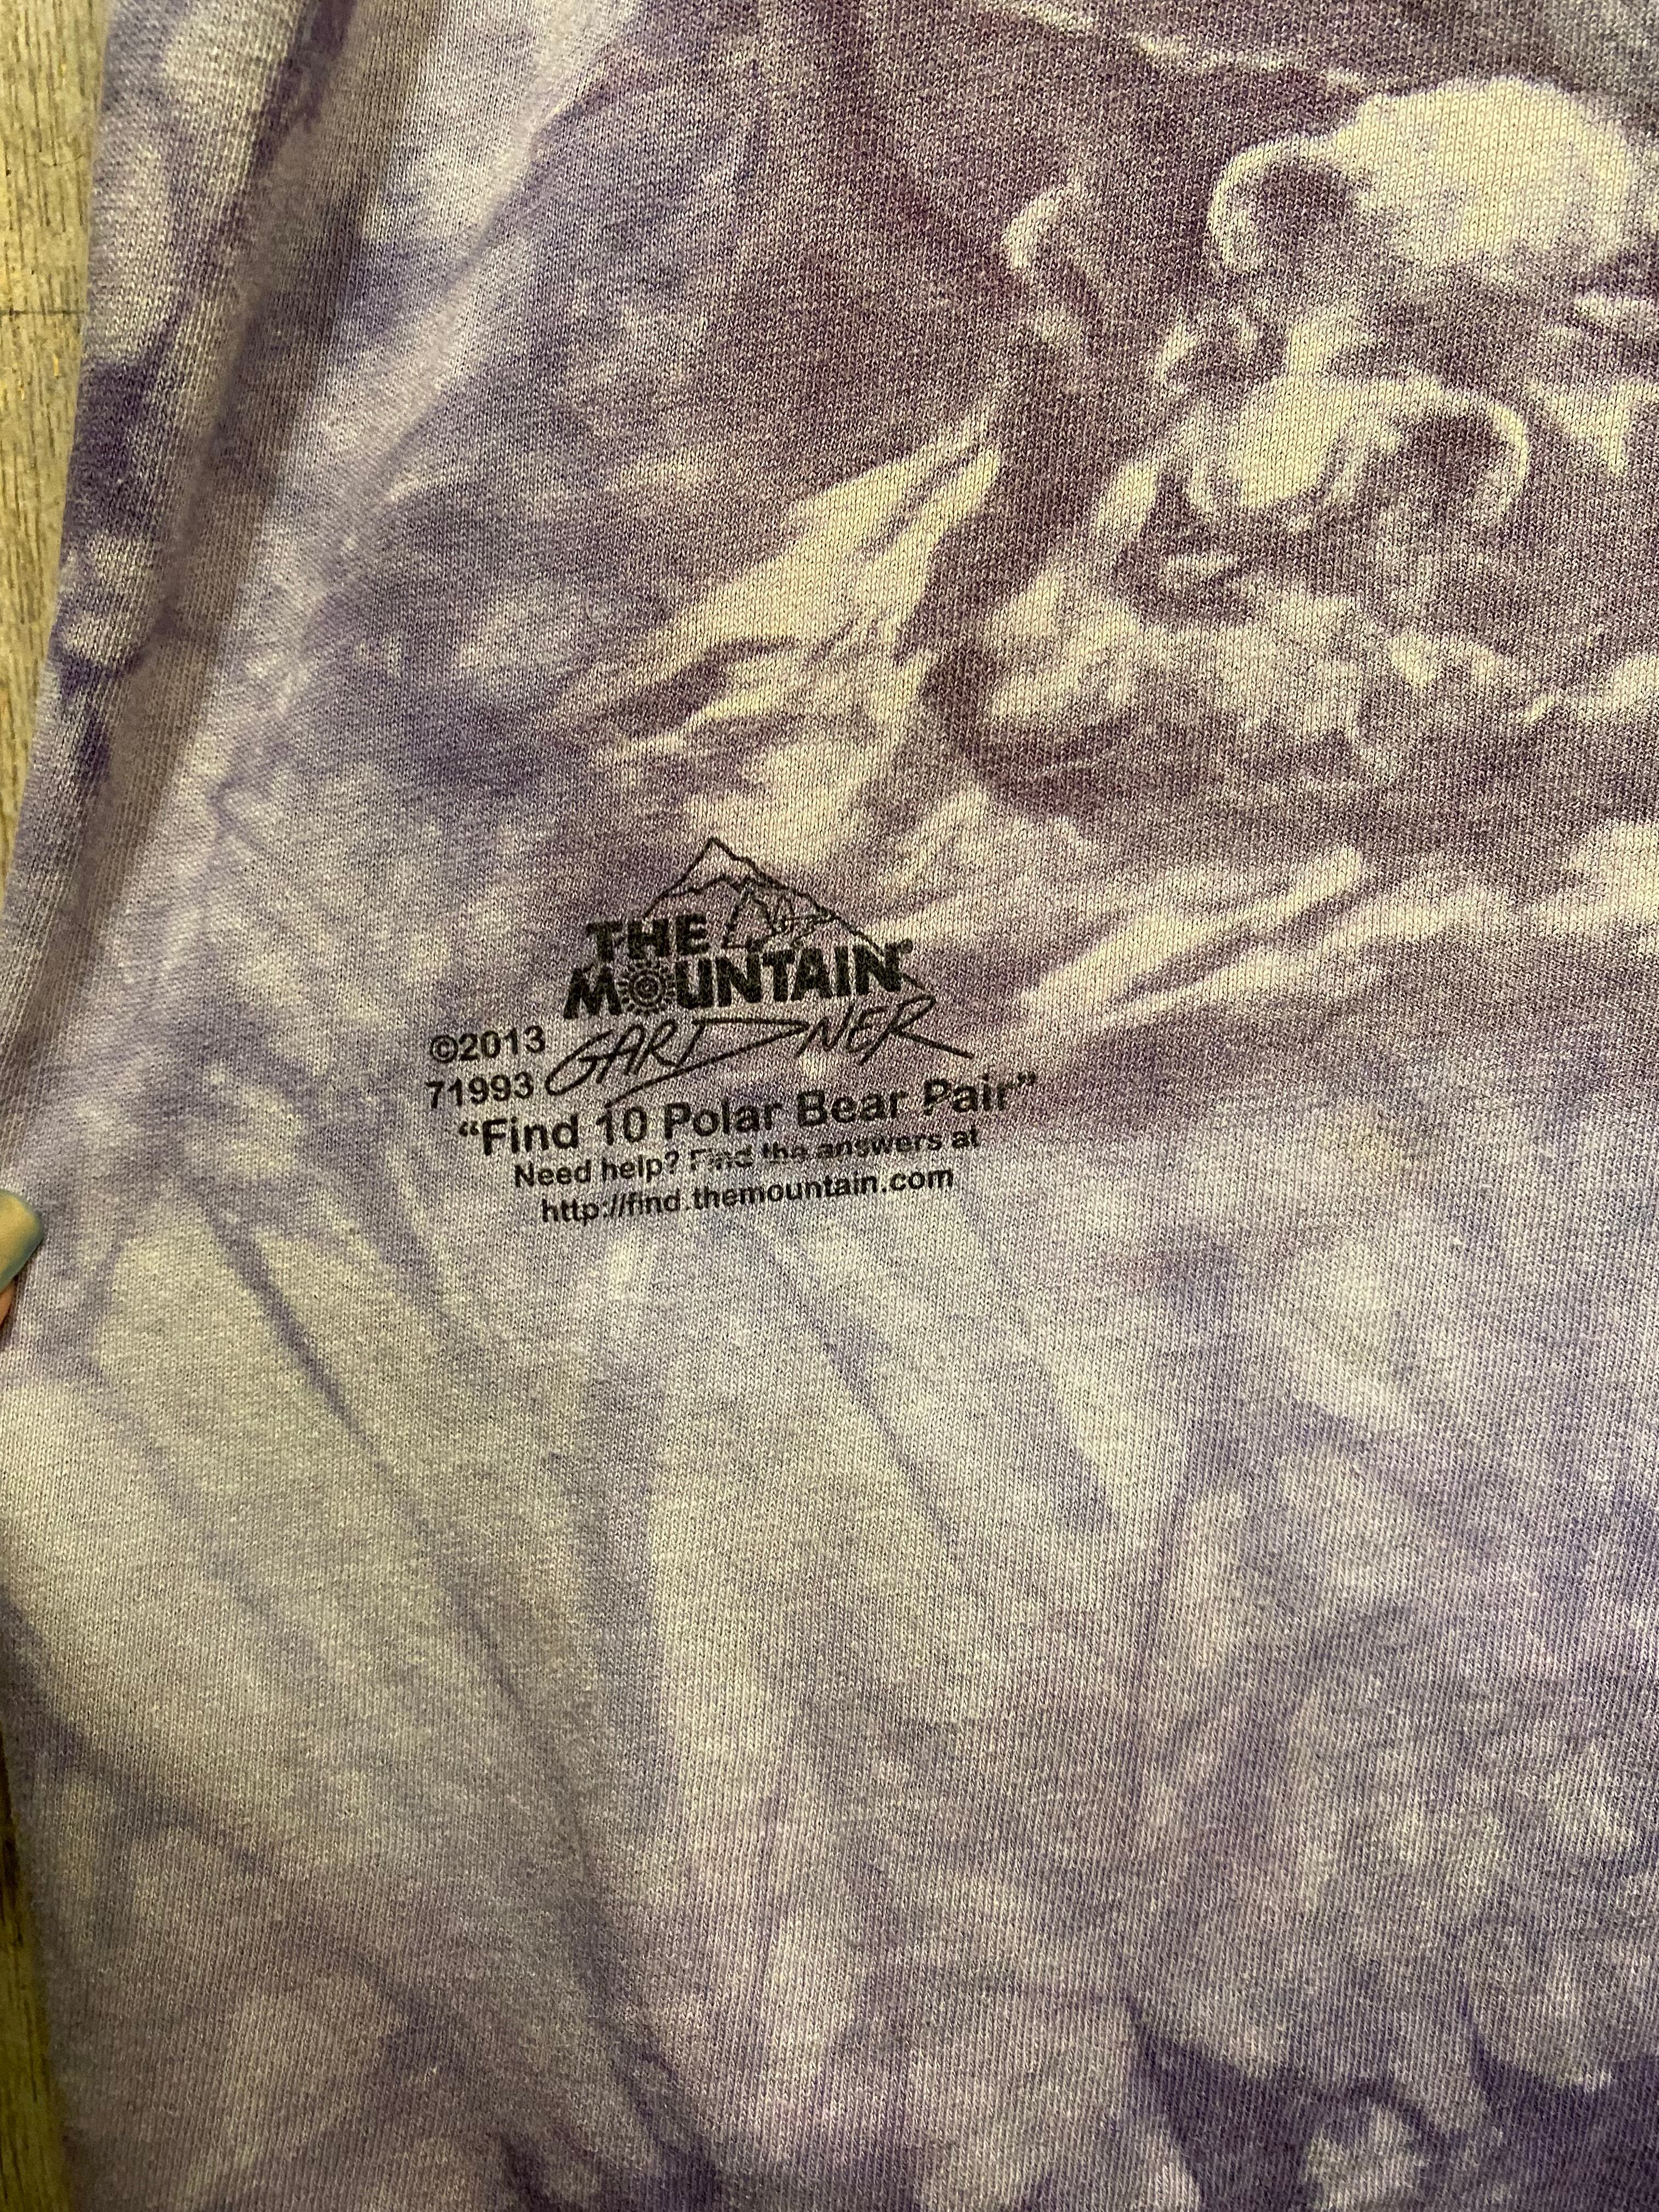 THE
MOUNTAIN®
©2013 GARDNER
71993
“Find 10 Polar Bear Pair”
Need help? Find the answers at
http://find.themountain.com